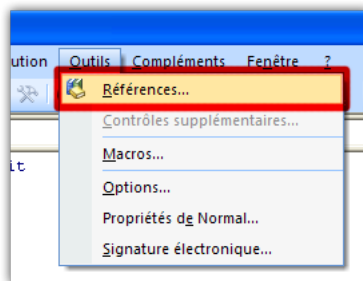 ution Outils Compléments Fenêtre ?
Références...
Contrôles supplémentaires...
it
Macros...
Options...
Propriétés de Normal...
Signature électronique...